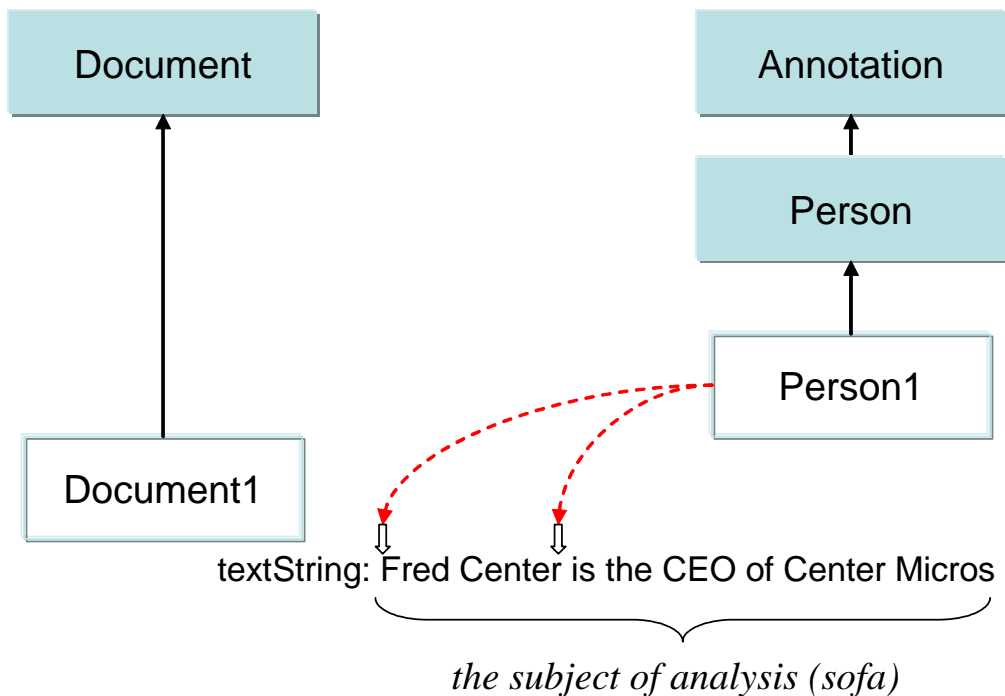 Document
Annotation
Person
Person1
Document1
textString: Fred Center is the CEO of Center Micros
the subject of analysis (sofa)